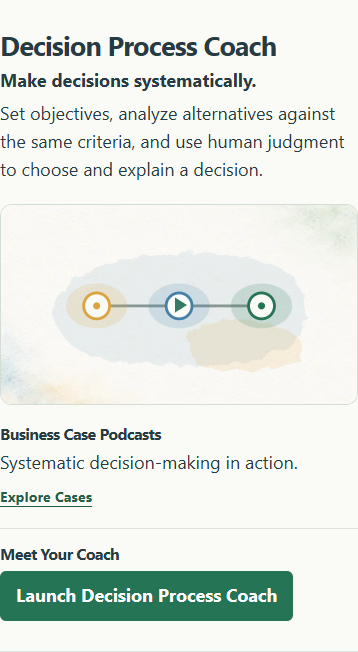 Decision Process Coach
Make decisions systematically.
Set objectives, analyze alternatives against
the same criteria, and use human judgment
to choose and explain a decision.
Business Case Podcasts
Systematic decision-making in action.
Explore Cases
Meet Your Coach
Launch Decision Process Coach